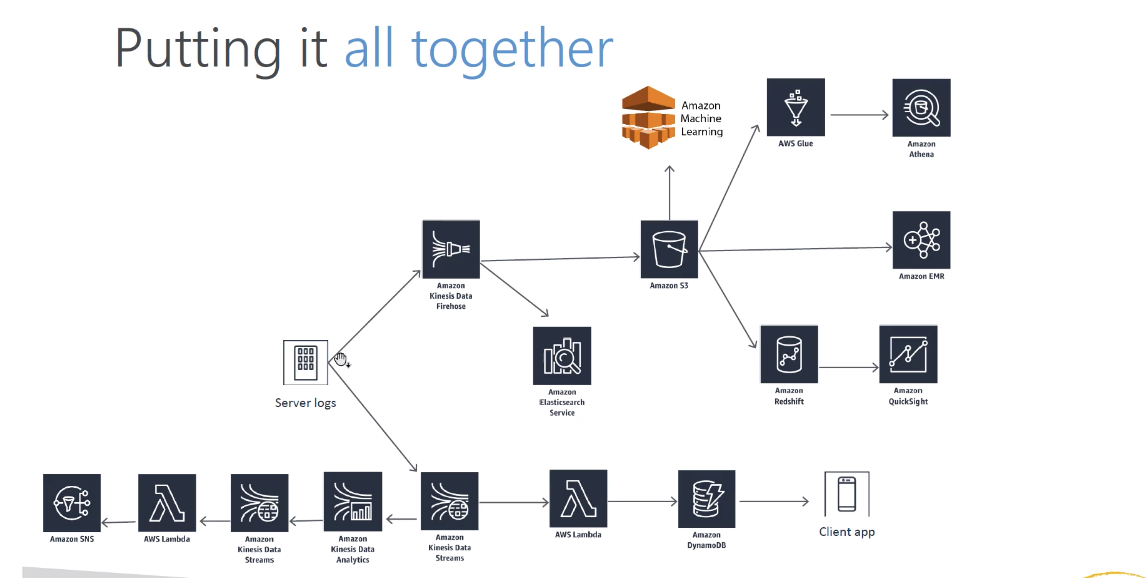 Putting it all together
Amazon
Machine
Learning
AWS Glue
Amazon
Athena
Amazon
Kinesis Data
Firehose
Amazon S3
Amazon EMR
Server logs
Amazon
Elasticsearch
Service
Amazon
Redshift
Amazon
QuickSight
Amazon SNS
AWS Lambda
Amazon
Kinesis Data
Streams
Amazon
Kinesis Data
Analytics
Amazon
Kinesis Data
Streams
AWS Lambda
Amazon
DynamoDB
Client app